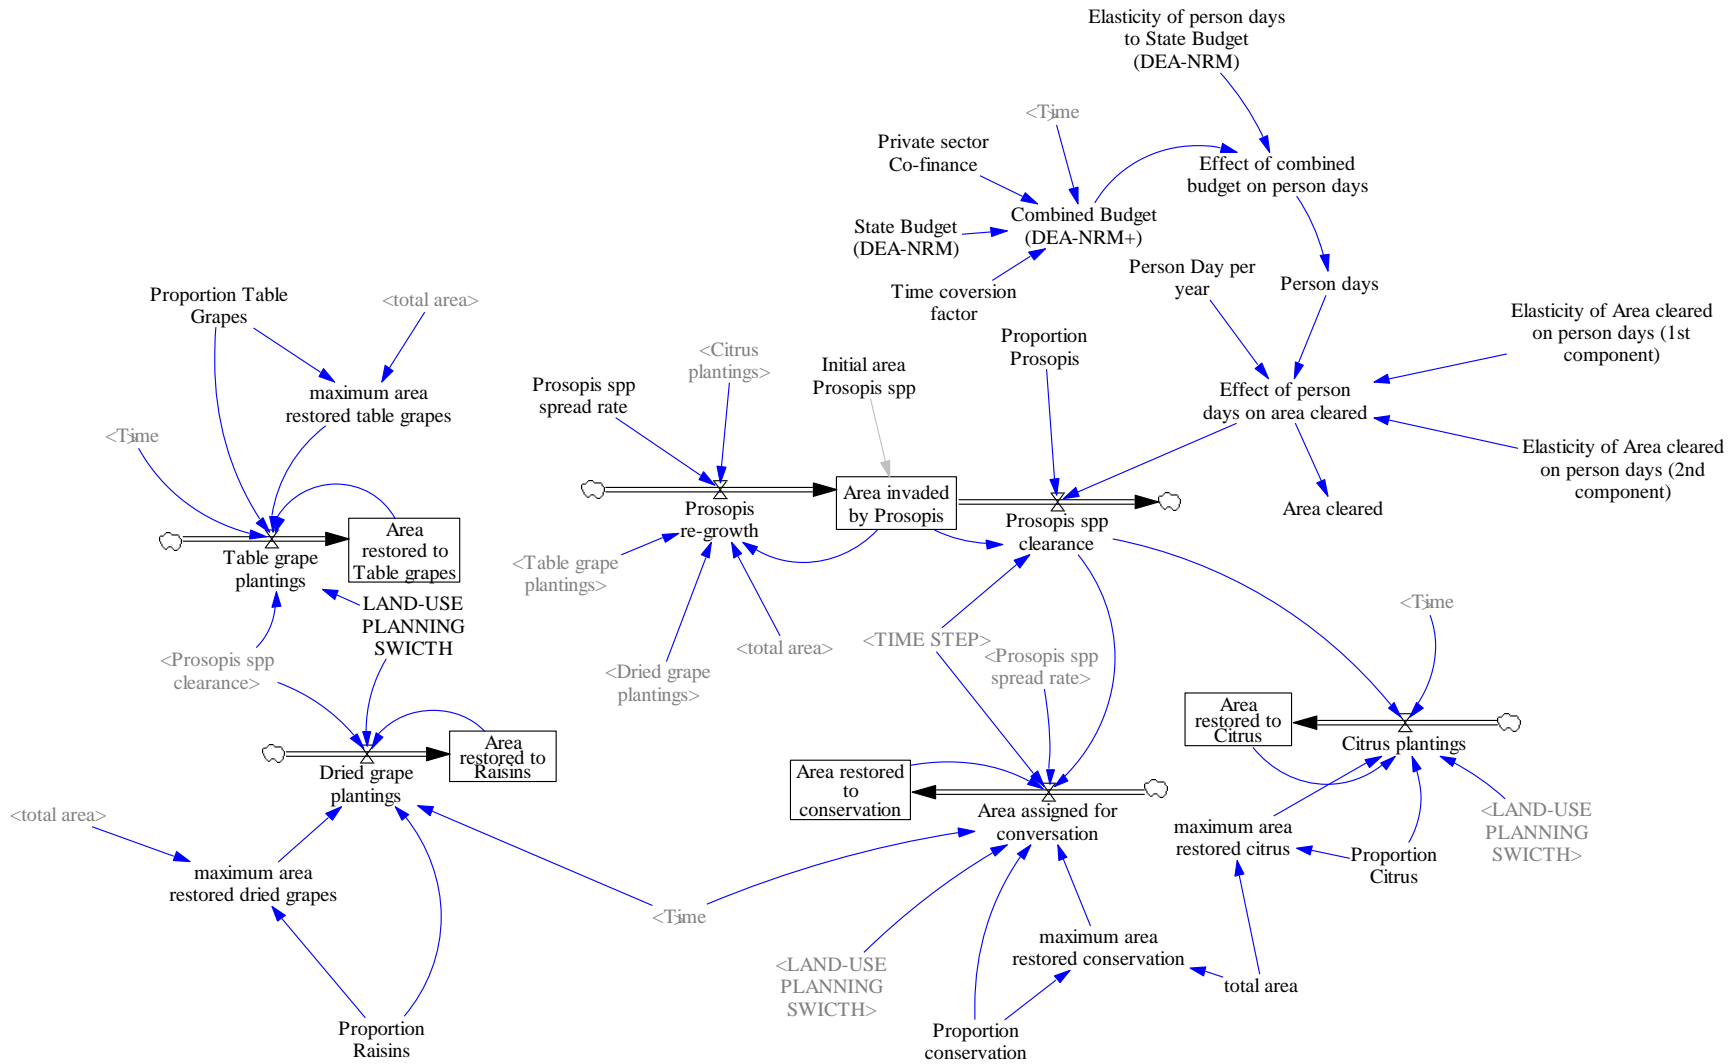 Elasticity of person days
to State Budget
(DEA-NRM)
<Time>
Private sector
Co-finance
Effect of combined
budget on person days
State Budget
(DEA-NRM)
Combined Budget
(DEA-NRM+)
Person Day per
year
Person days
Time coversion
factor
Proportion Table
Grapes
<total area>
Elasticity of Area cleared
on person days (1st
component)
Proportion
Prosopis
<Citrus
plantings>
Initial area
Prosopis spp
Prosopis spp
spread rate
maximum area
restored table grapes
Effect of person
days on area cleared
<Time>
Elasticity of Area cleared
on person days (2nd
component)
Area invaded
by Prosopis
Area cleared
Prosopis
re-growth
Prosopis spp
clearance
Area
restored to
Table grapes
Table grape
plantings
<Table grape
plantings>
LAND-USE
PLANNING
SWICTH
<Time>
<TIME STEP>
<total area>
<Prosopis spp
clearance>
<Prosopis spp
spread rate>
<Dried grape
plantings>
Area
restored to
Citrus
Citrus plantings
Area
restored to
Raisins
Dried grape
plantings
Area restored
to
conservation
Area assigned for
conversation
<total area>
<LAND-USE
PLANNING
SWICTH>
maximum area
restored citrus
Proportion
Citrus
maximum area
restored dried grapes
<Time>
maximum area
restored conservation
<LAND-USE
PLANNING
SWICTH>
total area
Proportion
Raisins
Proportion
conservation